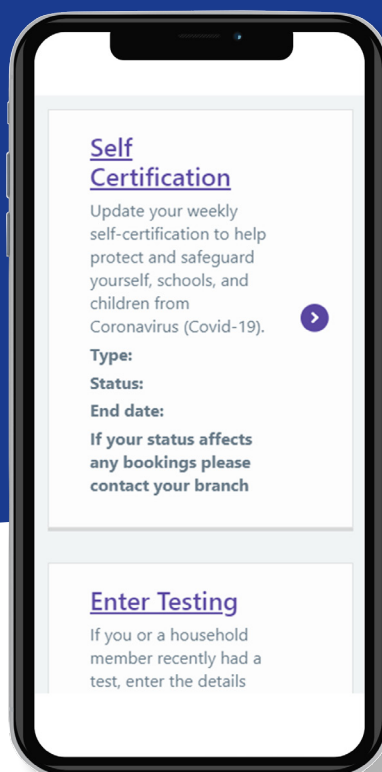 Self
Certification
Update your weekly
self-certification to help
protect and safeguard
yourself, schools, and
children from
Coronavirus (Covid-19).
Type:
Status:
End date:
If your status affects
any bookings please
contact your branch
Enter Testing
If you or a household
member recently had a
test, enter the details